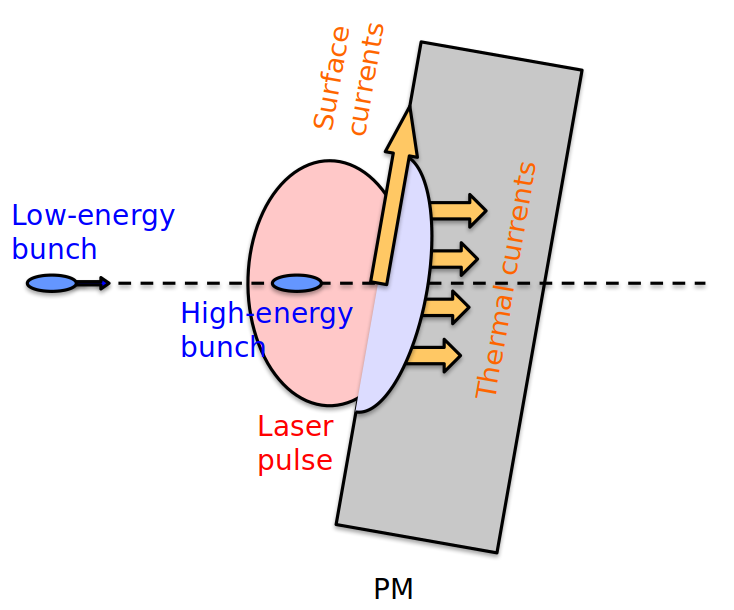 Surface
currents
Low-energy
bunch
Thermal currents
High-energy
bunch
Laser
pulse
PM